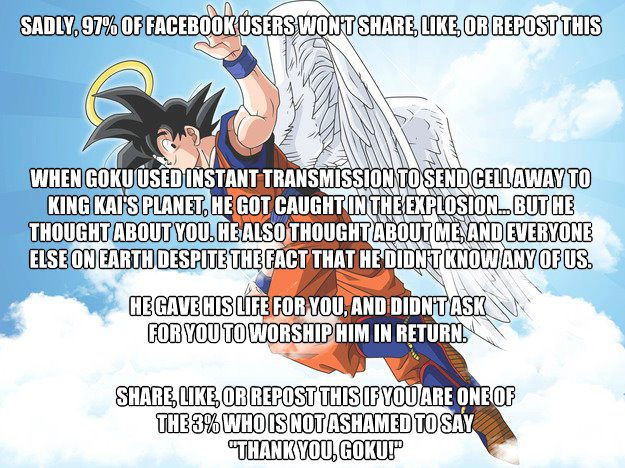 SADLY, 97% OF FACEBOOK USERS WON'T SHARE, LIKE, OR REPOST THIS
WHEN GOKU USED INSTANT TRANSMISSION TO SEND CELL AWAY TO
KING KAI'S PLANET, HE GOT CAUGHT IN THE EXPLOSION... BUT HE
THOUGHT ABOUT YOU. HE ALSO THOUGHT ABOUT ME, AND EVERYONE
ELSE ON EARTH DESPITE THE FACT THAT HE DIDN'T KNOW ANY OF US.
HE GAVE HIS LIFE FOR YOU, AND DIDN'T ASK
FOR YOU TO WORSHIP HIM IN RETURN.
SHARE, LIKE, OR REPOST THIS IF YOU ARE ONE OF
THE 3% WHO IS NOT ASHAMED TO SAY
"THANK YOU, GOKU!"